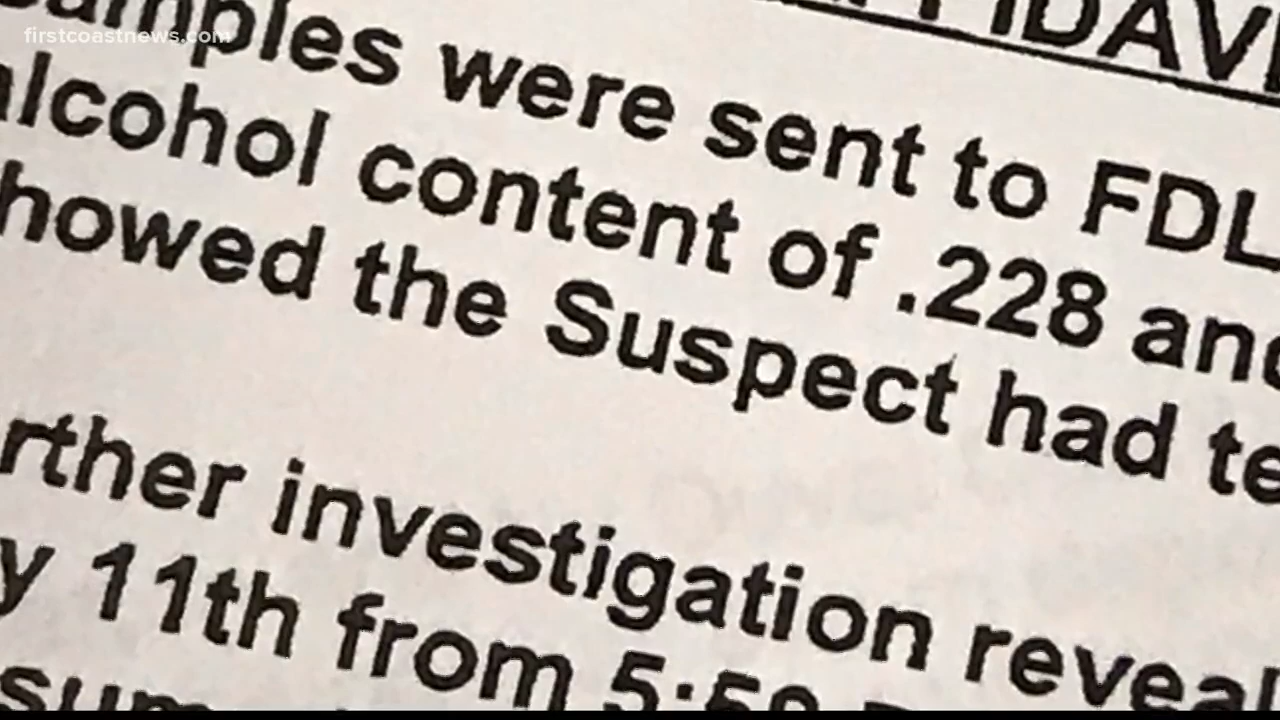 firstcoastnews.com
were sent to FDL
alcohol content of .228 and
howed the Suspect had te
rther investigation reveal
y 11th from